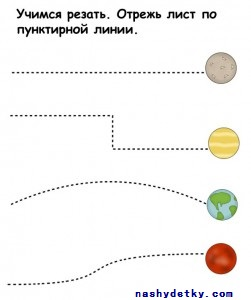 Учимся резать. Отрежь лист по
пунктирной линии.
nashydetky.com